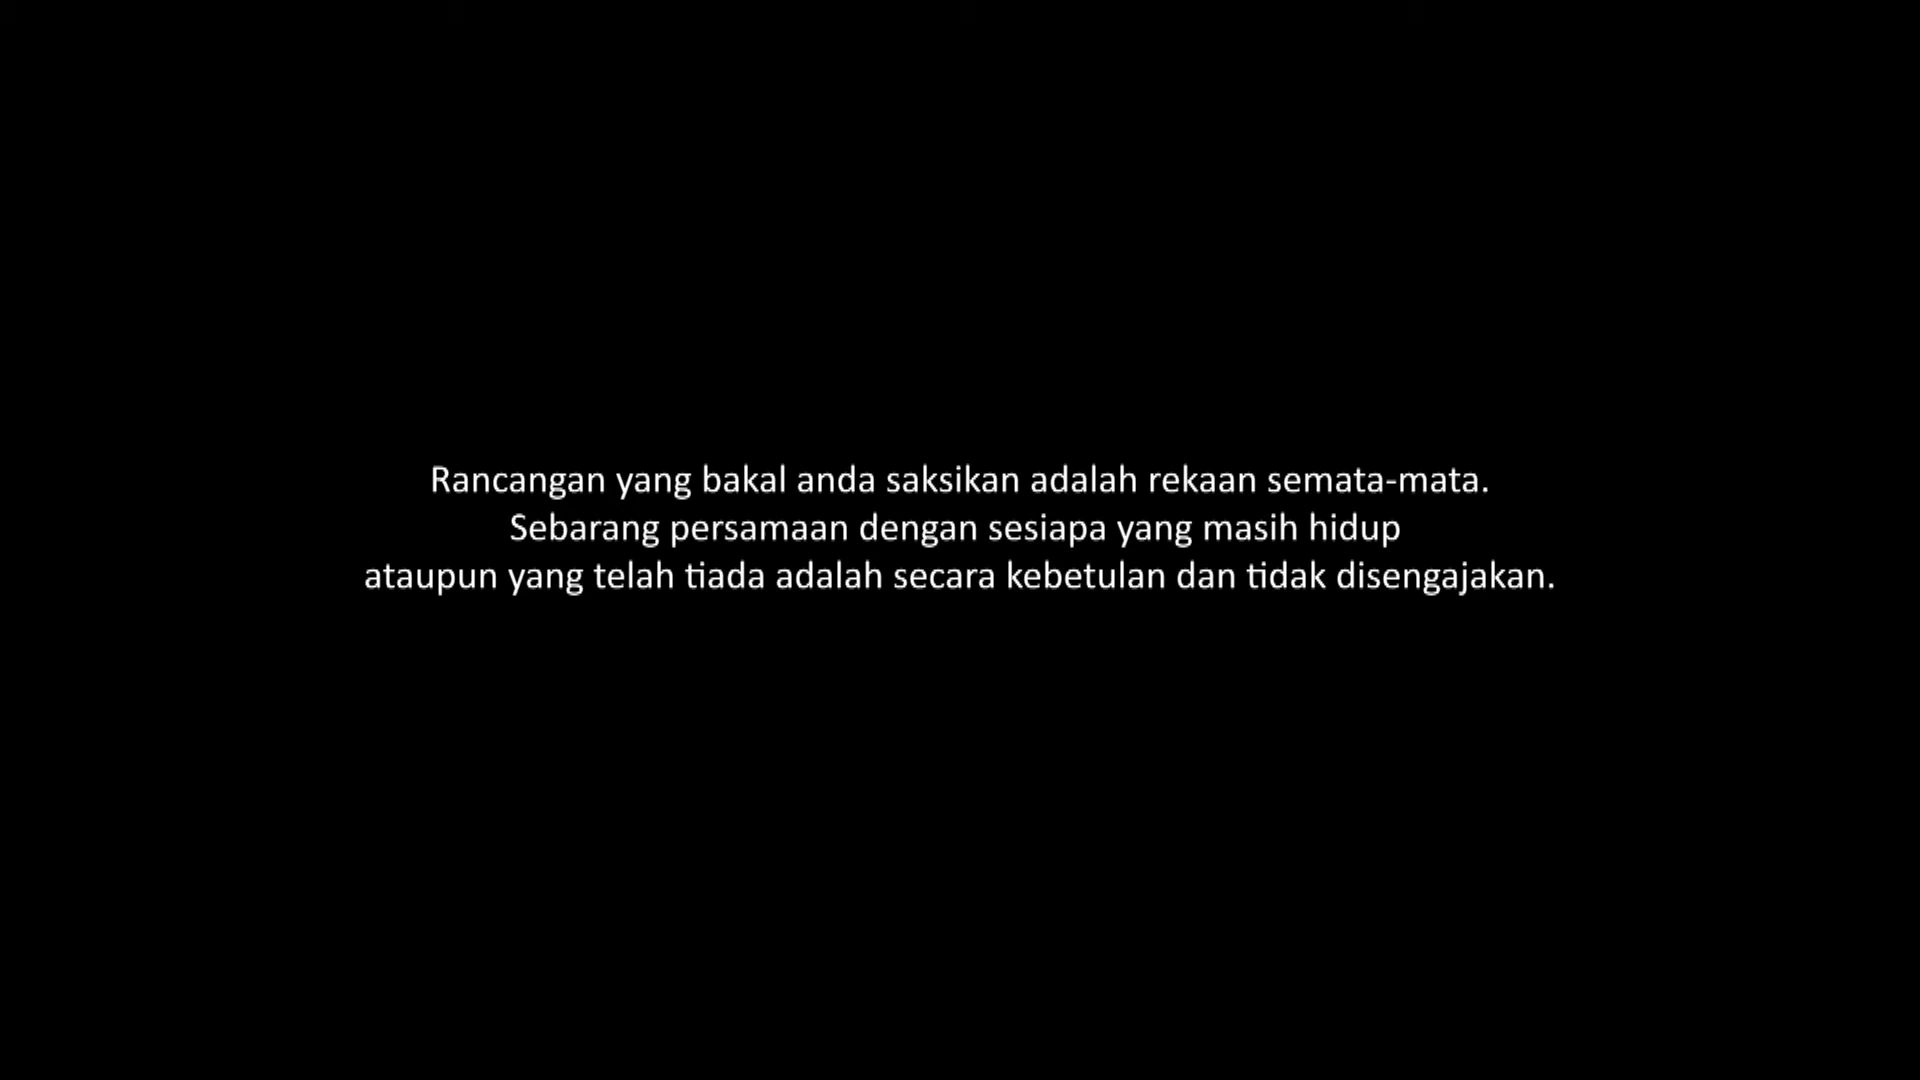 Rancangan yang bakal anda saksikan adalah rekaan semata-mata.
Sebarang persamaan dengan sesiapa yang masih hidup
ataupun yang telah tiada adalah secara kebetulan dan tidak disengajakan.